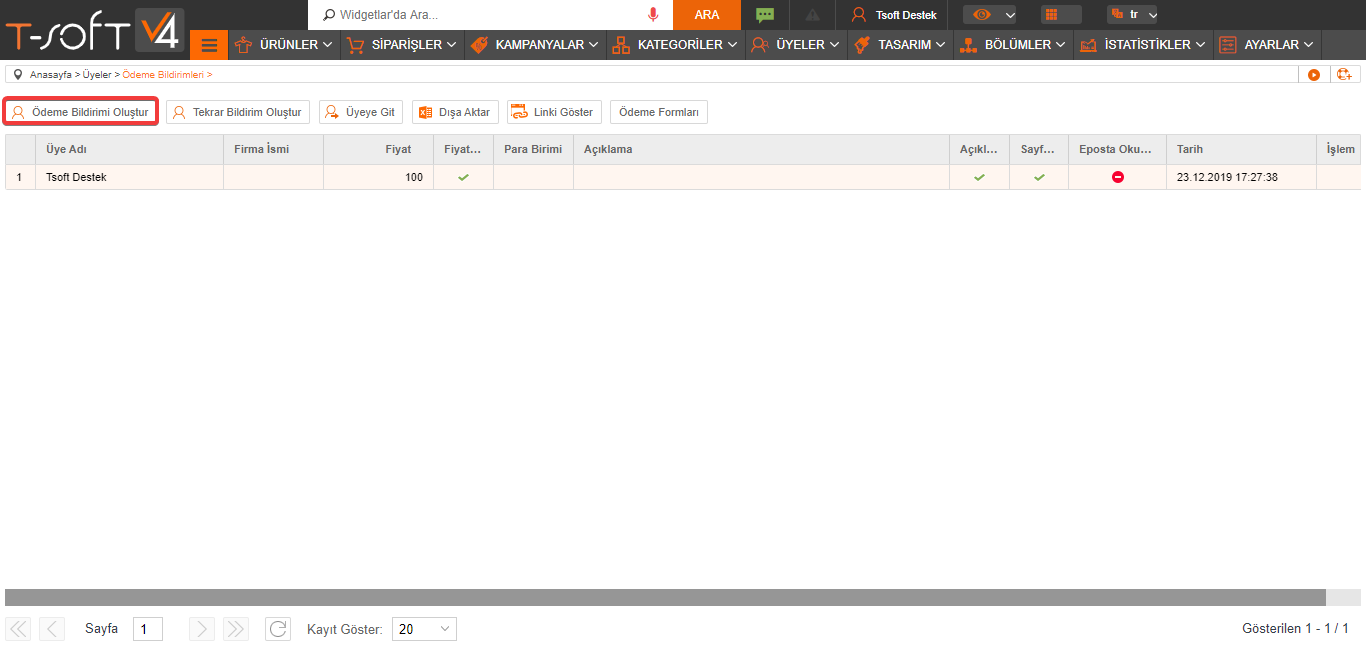 T-SOFT V4
Widgetlar'da Ara...
ARA
Tsoft Destek
tr
ÜRÜNLER
SİPARİŞLER
KAMPANYALAR
KATEGORİLER
ÜYELER
TASARIM
BÖLÜMLER
İSTATİSTİKLER
AYARLAR
Anasayfa > Üyeler > Ödeme Bildirimleri >
Ödeme Bildirimi Oluştur
Tekrar Bildirim Oluştur
Üyeye Git
Dışa Aktar
Linki Göster
Ödeme Formları
Üye Adı Firma İsmi Fiyat Fiyat... Para Birimi Açıklama Açıkl... Sayf... Eposta Oku... Tarih İşlem
1 Tsoft Destek 100 23.12.2019 17:27:38
Sayfa 1 Kayıt Göster: 20 Gösterilen 1 - 1 / 1